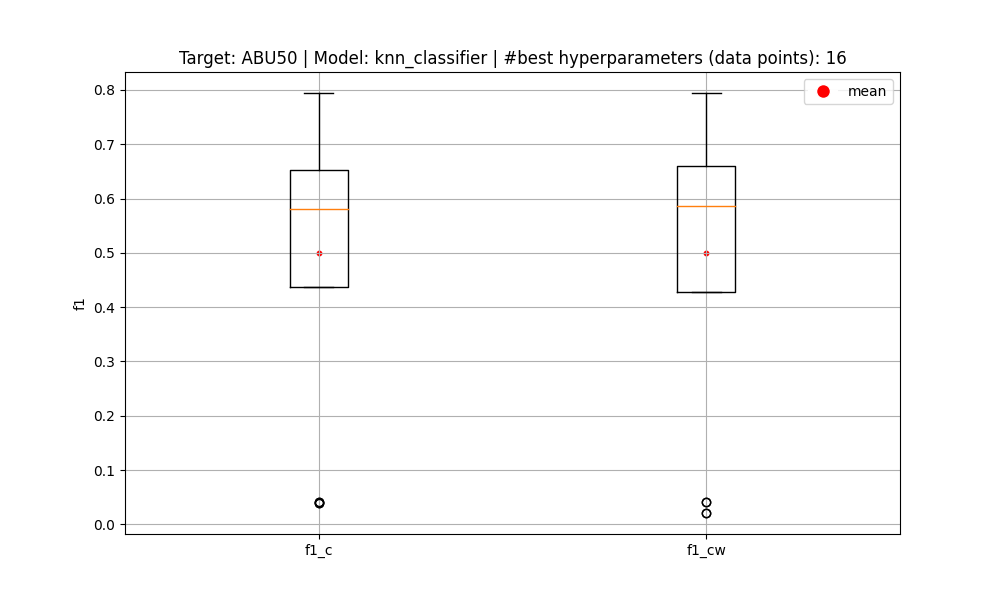 Target: ABU50 | Model: knn_classifier | #best hyperparameters (data points): 16
mean
0.8
0.7
0.6
0.5
0.4
0.3
0.2
0.1
0.0
f1
f1_c
f1_cw